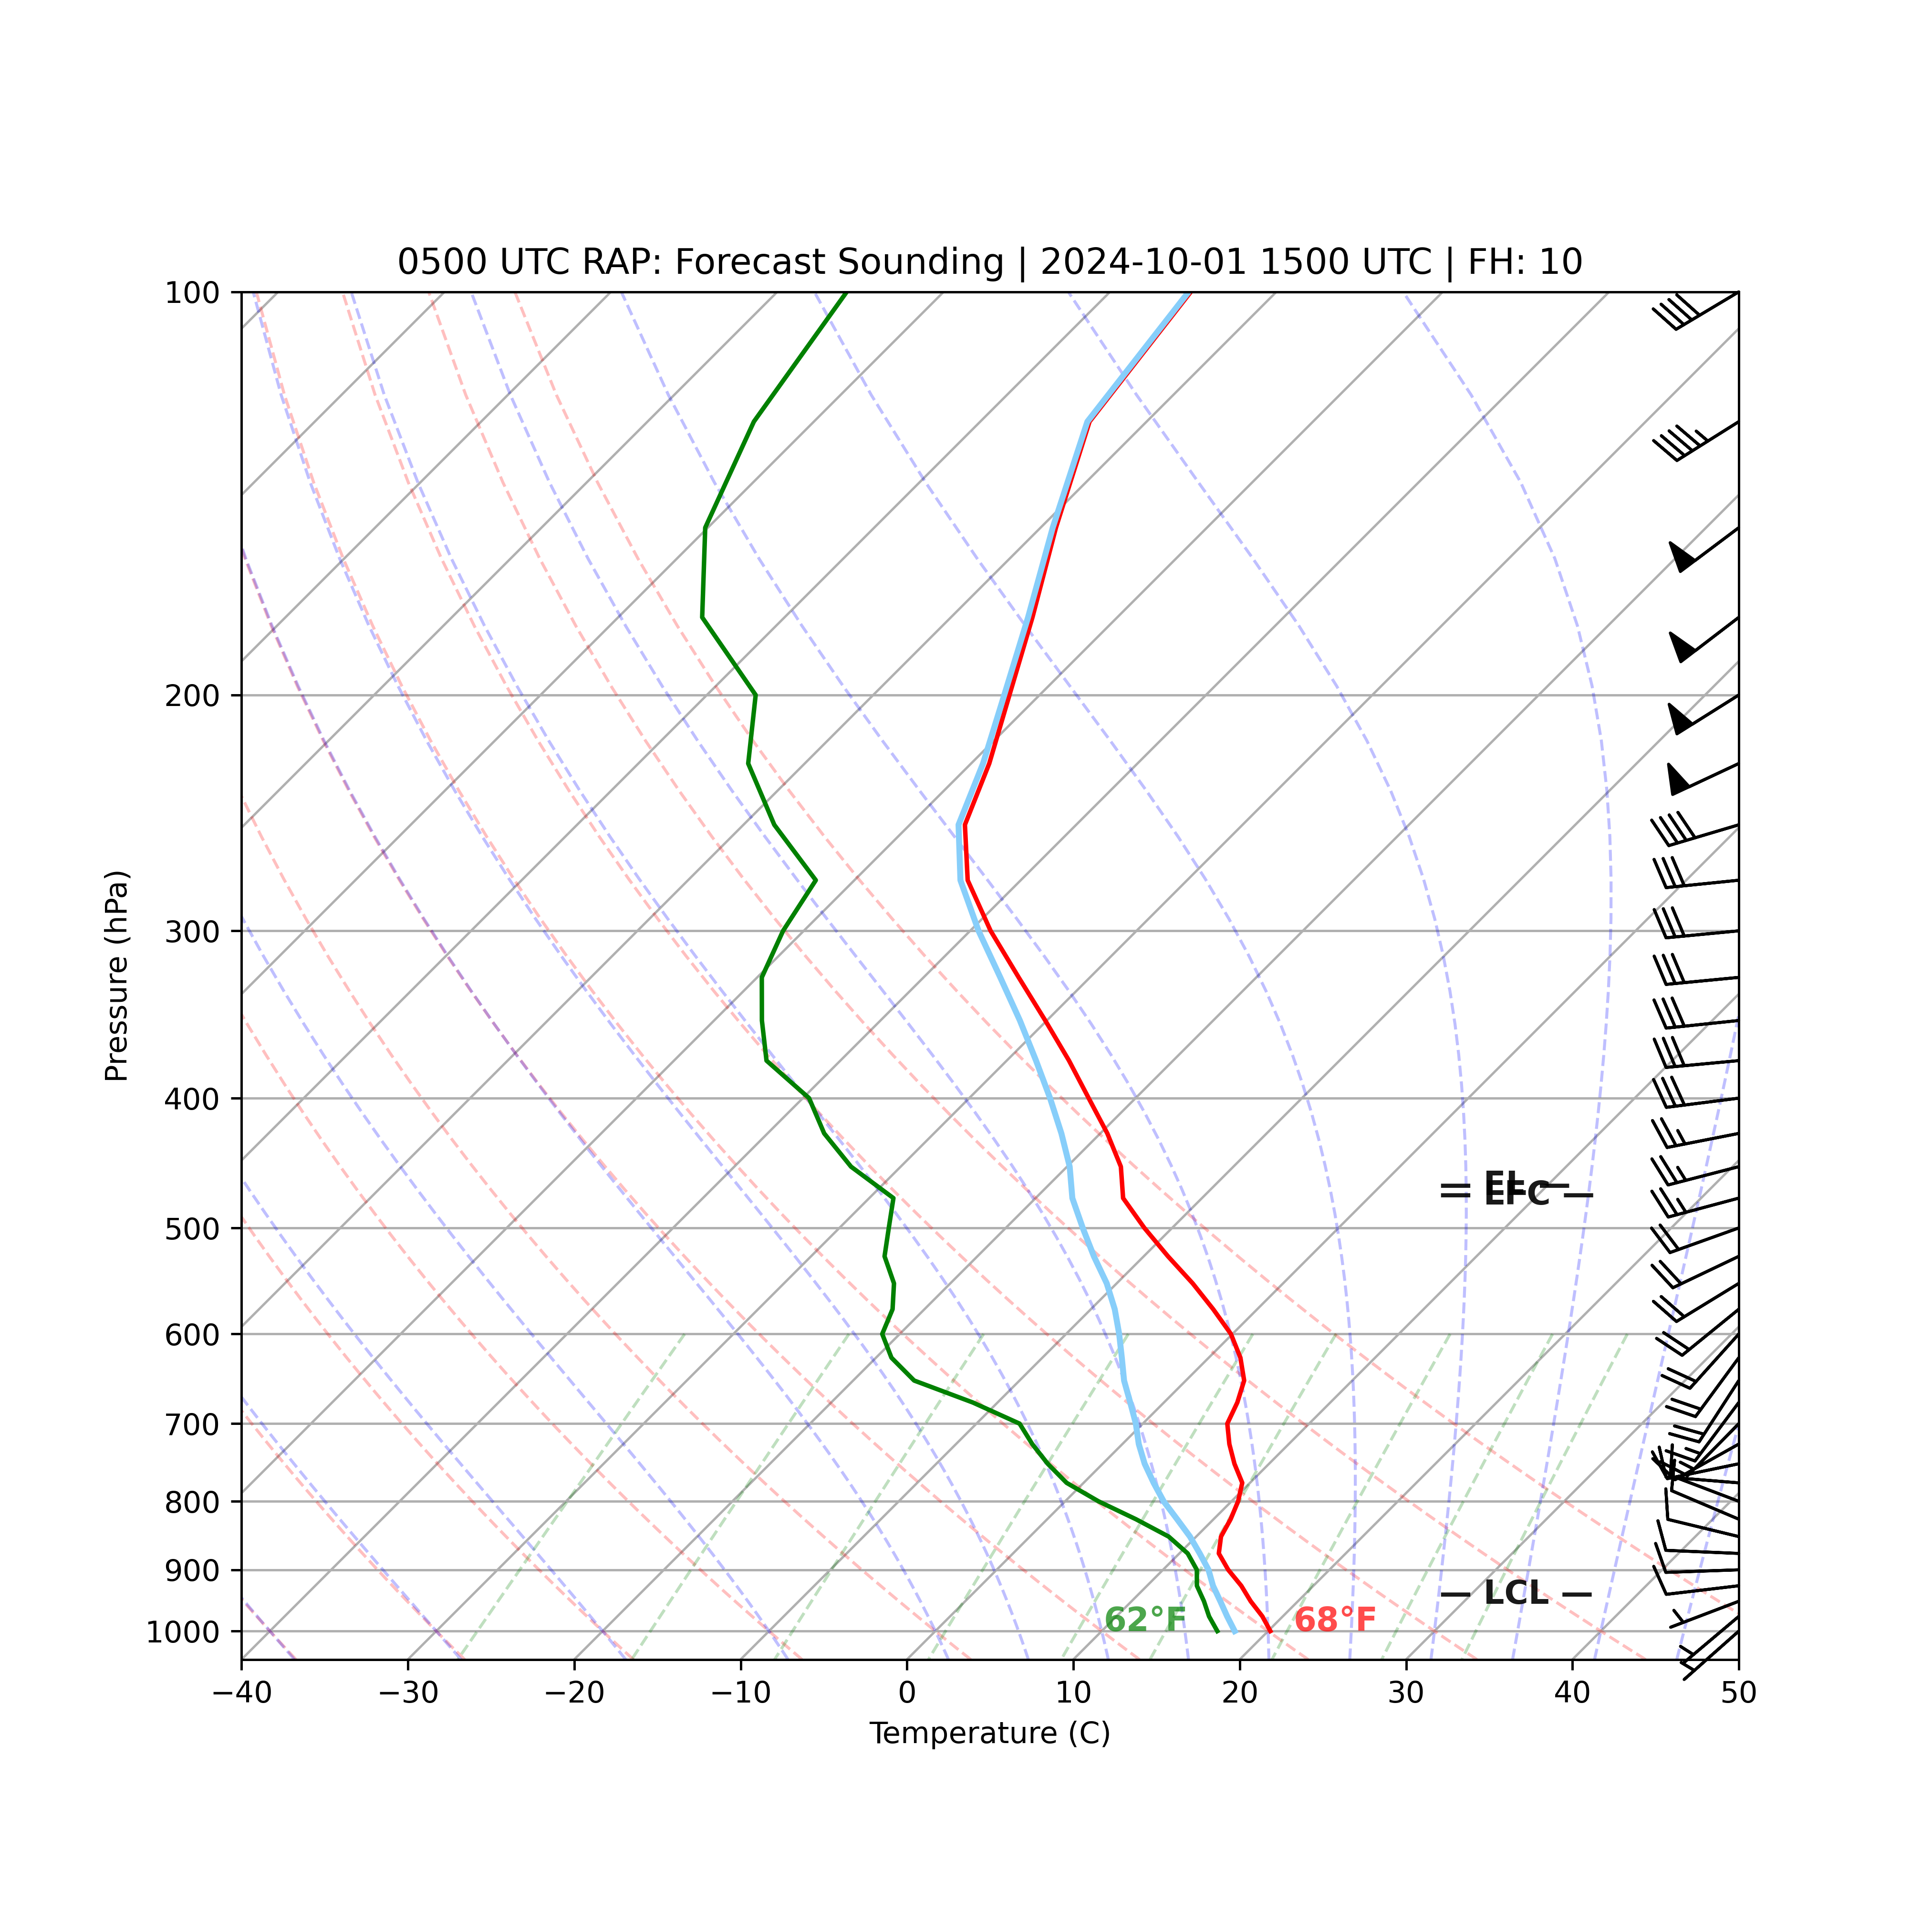 0500 UTC RAP: Forecast Sounding | 2024-10-01 1500 UTC | FH: 10
100
200
300
400
500
600
700
800
900
1000
Pressure (hPa)
— EL —
— LFC —
— LCL —
62°F
68°F
−40 −30 −20 −10 0 10 20 30 40 50
Temperature (C)